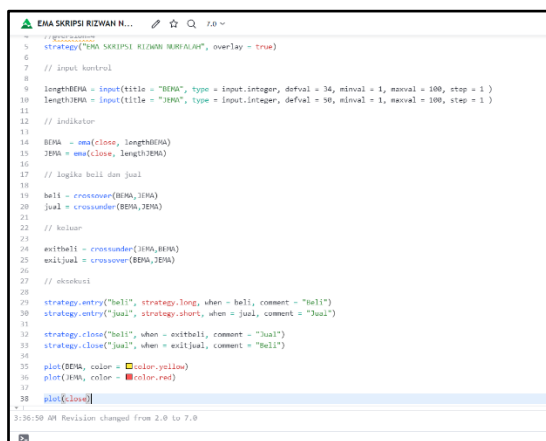 EMA SKRIPSI RIZWAN N... 7.0
4 //@version=4
5 strategy("EMA SKRIPSI RIZWAN NURFALAH", overlay = true)
6
7 // input kontrol
8
9 lengthBEMA = input(title = "BEMA", type = input.integer, defval = 34, minval = 1, maxval = 100, step = 1 )
10 lengthJEMA = input(title = "JEMA", type = input.integer, defval = 50, minval = 1, maxval = 100, step = 1 )
11
12 // indikator
13
14 BEMA = ema(close, lengthBEMA)
15 JEMA = ema(close, lengthJEMA)
16
17 // logika beli dan jual
18
19 beli = crossover(BEMA,JEMA)
20 jual = crossunder(BEMA,JEMA)
21
22 // keluar
23
24 exitbeli = crossunder(JEMA,BEMA)
25 exitjual = crossover(BEMA,JEMA)
26
27 // eksekusi
28
29 strategy.entry("beli", strategy.long, when = beli, comment = "Beli")
30 strategy.entry("jual", strategy.short, when = jual, comment = "Jual")
31
32 strategy.close("beli", when = exitbeli, comment = "Jual")
33 strategy.close("jual", when = exitjual, comment = "Beli")
34
35 plot(BEMA, color = color.yellow)
36 plot(JEMA, color = color.red)
37
38 plot(close)
3:36:50 AM Revision changed from 2.0 to 7.0